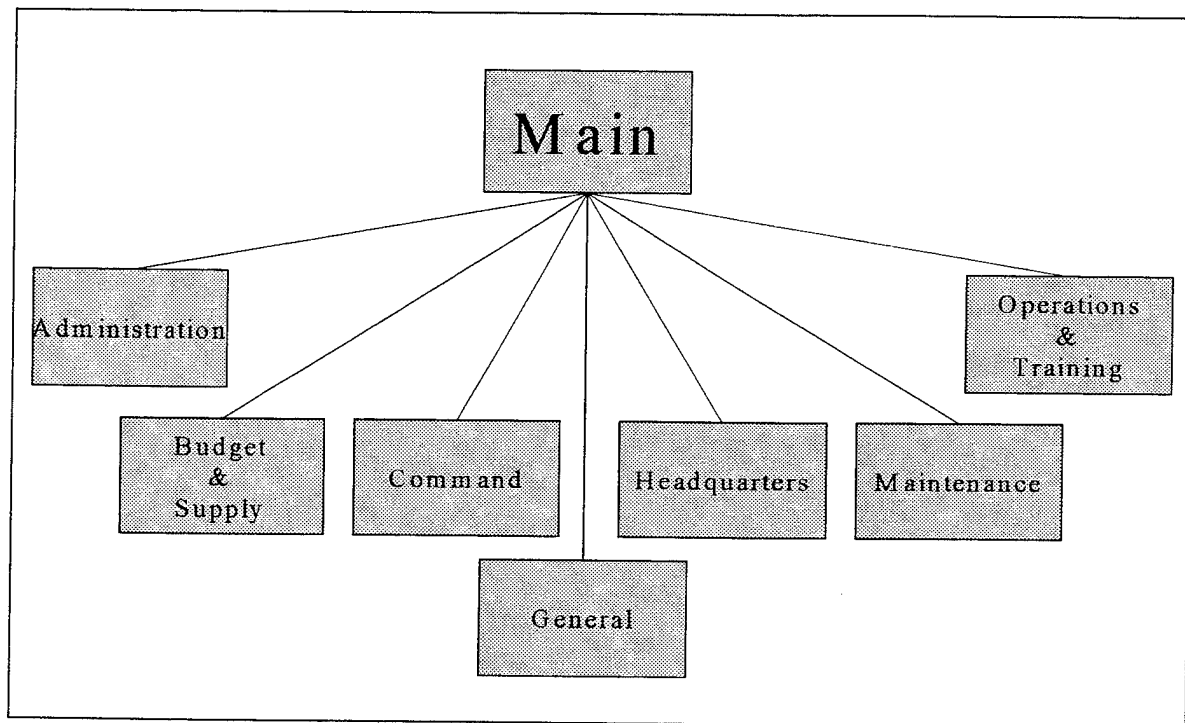 Main
Administration
Operations
&
Training
Budget
&
Supply
Command
Headquarters
Maintenance
General